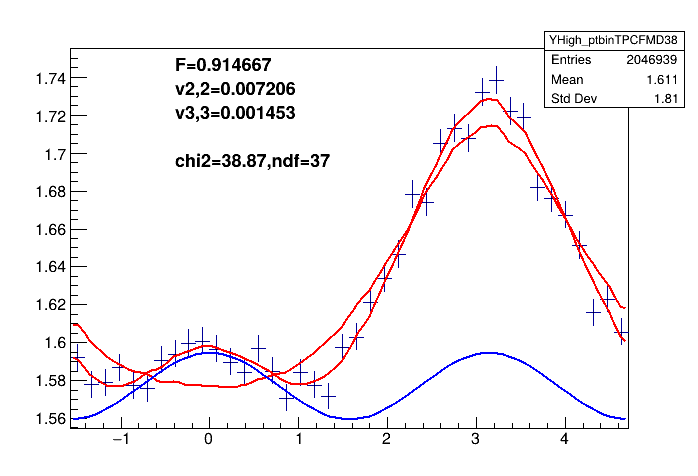 YHigh_ptbinTPCFMD38
Entries 2046939
Mean 1.611
Std Dev 1.81
F=0.914667
v2,2=0.007206
v3,3=0.001453
chi2=38.87,ndf=37
1.74
1.72
1.7
1.68
1.66
1.64
1.62
1.6
1.58
1.56
−1 0 1 2 3 4